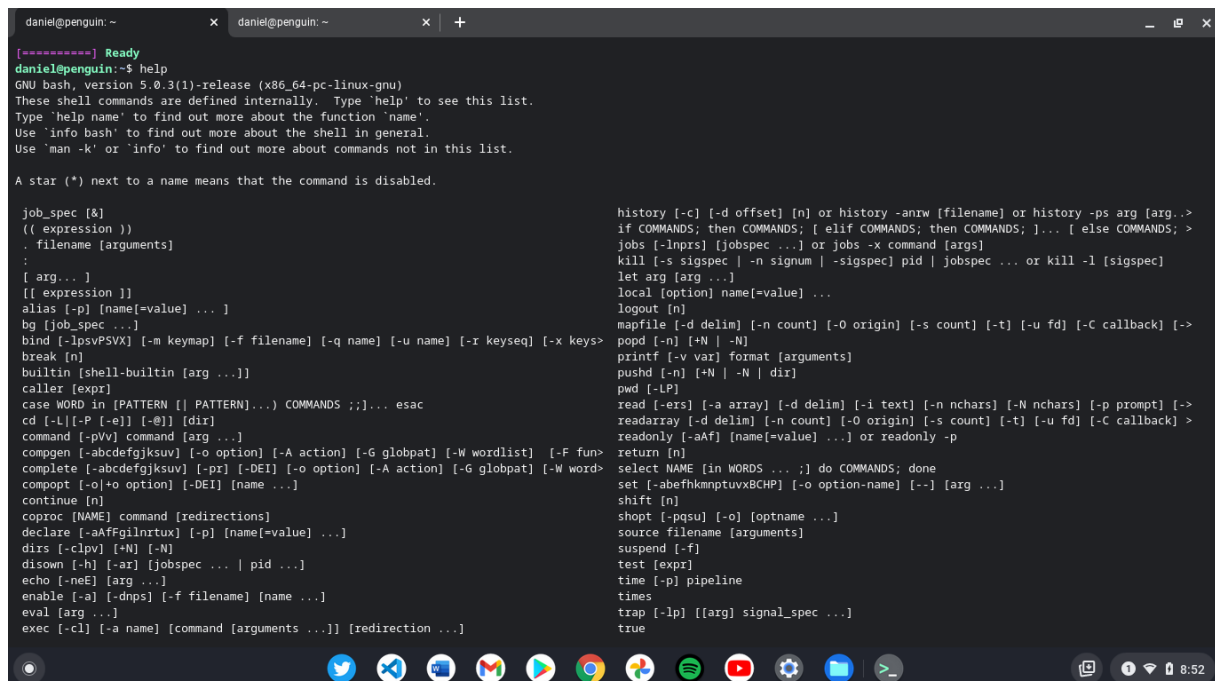 daniel@penguin: ~
daniel@penguin: ~
[==========] Ready
daniel@penguin:~$ help
GNU bash, version 5.0.3(1)-release (x86_64-pc-linux-gnu)
These shell commands are defined internally.  Type `help' to see this list.
Type `help name' to find out more about the function `name'.
Use `info bash' to find out more about the shell in general.
Use `man -k' or `info' to find out more about commands not in this list.
A star (*) next to a name means that the command is disabled.
job_spec [&]
(( expression ))
. filename [arguments]
:
[ arg... ]
[[ expression ]]
alias [-p] [name[=value] ... ]
bg [job_spec ...]
bind [-lpsvPSVX] [-m keymap] [-f filename] [-q name] [-u name] [-r keyseq] [-x keys>
break [n]
builtin [shell-builtin [arg ...]]
caller [expr]
case WORD in [PATTERN [| PATTERN]...) COMMANDS ;;]... esac
cd [-L|[-P [-e]] [-@]] [dir]
command [-pVv] command [arg ...]
compgen [-abcdefgjksuv] [-o option] [-A action] [-G globpat] [-W wordlist]  [-F fun>
complete [-abcdefgjksuv] [-pr] [-DEI] [-o option] [-A action] [-G globpat] [-W word>
compopt [-o|+o option] [-DEI] [name ...]
continue [n]
coproc [NAME] command [redirections]
declare [-aAfFgilnrtux] [-p] [name[=value] ...]
dirs [-clpv] [+N] [-N]
disown [-h] [-ar] [jobspec ... | pid ...]
echo [-neE] [arg ...]
enable [-a] [-dnps] [-f filename] [name ...]
eval [arg ...]
exec [-cl] [-a name] [command [arguments ...]] [redirection ...]
history [-c] [-d offset] [n] or history -anrw [filename] or history -ps arg [arg..>
if COMMANDS; then COMMANDS; [ elif COMMANDS; then COMMANDS; ]... [ else COMMANDS; >
jobs [-lnprs] [jobspec ...] or jobs -x command [args]
kill [-s sigspec | -n signum | -sigspec] pid | jobspec ... or kill -l [sigspec]
let arg [arg ...]
local [option] name[=value] ...
logout [n]
mapfile [-d delim] [-n count] [-O origin] [-s count] [-t] [-u fd] [-C callback] [->
popd [-n] [+N | -N]
printf [-v var] format [arguments]
pushd [-n] [+N | -N | dir]
pwd [-LP]
read [-ers] [-a array] [-d delim] [-i text] [-n nchars] [-N nchars] [-p prompt] [->
readarray [-d delim] [-n count] [-O origin] [-s count] [-t] [-u fd] [-C callback] >
readonly [-aAf] [name[=value] ...] or readonly -p
return [n]
select NAME [in WORDS ... ;] do COMMANDS; done
set [-abefhkmnptuvxBCHP] [-o option-name] [--] [arg ...]
shift [n]
shopt [-pqsu] [-o] [optname ...]
source filename [arguments]
suspend [-f]
test [expr]
time [-p] pipeline
times
trap [-lp] [[arg] signal_spec ...]
true
1
8:52